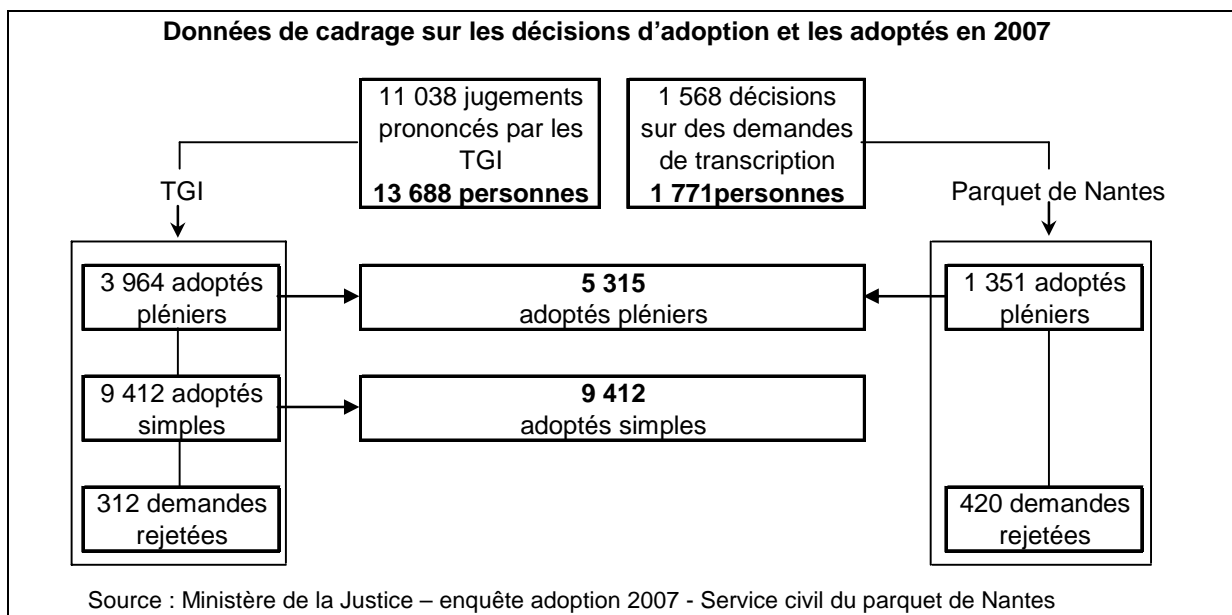 Données de cadrage sur les décisions d'adoption et les adoptés en 2007
11 038 jugements
prononcés par les
TGI
13 688 personnes
1 568 décisions
sur des demandes
de transcription
1 771personnes
TGI
Parquet de Nantes
3 964 adoptés
pléniers
5 315
adoptés pléniers
1 351 adoptés
pléniers
9 412 adoptés
simples
9 412
adoptés simples
312 demandes
rejetées
420 demandes
rejetées
Source : Ministère de la Justice – enquête adoption 2007 - Service civil du parquet de Nantes